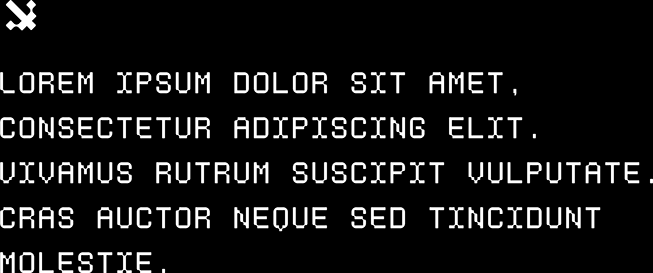 LOREM IPSUM DOLOR SIT AMET,
CONSECTETUR ADIPISCING ELIT.
VIVAMUS RUTRUM SUSCIPIT VULPUTATE.
CRAS AUCTOR NEQUE SED TINCIDUNT
MOLESTIE.